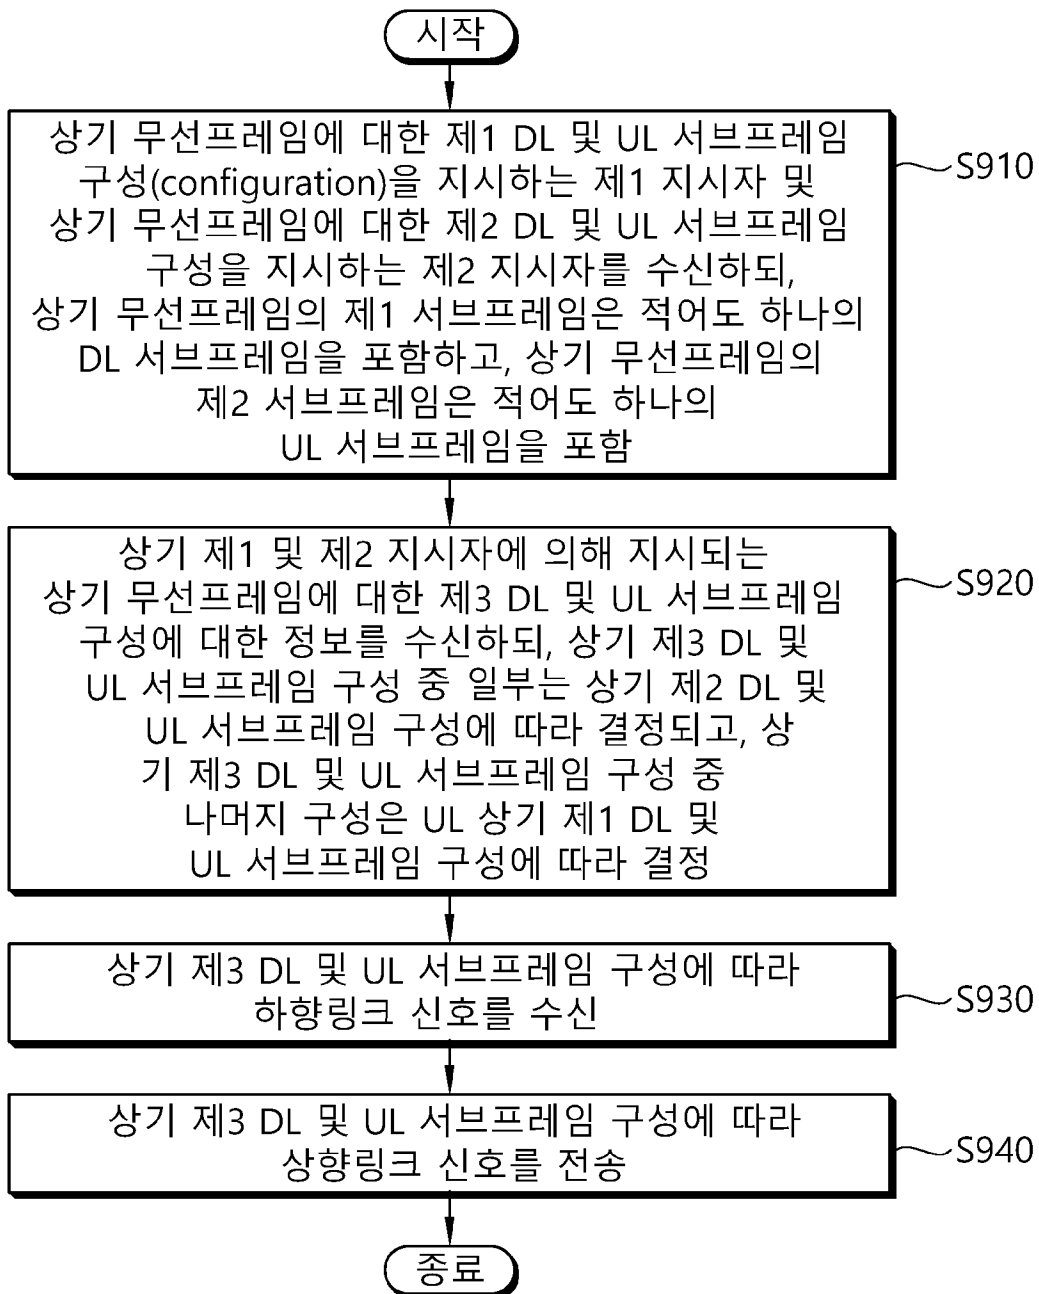 시작
상기 무선프레임에 대한 제1 DL 및 UL 서브프레임
구성(configuration)을 지시하는 제1 지시자 및
상기 무선프레임에 대한 제2 DL 및 UL 서브프레임
구성을 지시하는 제2 지시자를 수신하되,
상기 무선프레임의 제1 서브프레임은 적어도 하나의
DL 서브프레임을 포함하고, 상기 무선프레임의
제2 서브프레임은 적어도 하나의
UL 서브프레임을 포함
S910
상기 제1 및 제2 지시자에 의해 지시되는
상기 무선프레임에 대한 제3 DL 및 UL 서브프레임
구성에 대한 정보를 수신하되, 상기 제3 DL 및
UL 서브프레임 구성 중 일부는 상기 제2 DL 및
UL 서브프레임 구성에 따라 결정되고, 상
기 제3 DL 및 UL 서브프레임 구성 중
나머지 구성은 UL 상기 제1 DL 및
UL 서브프레임 구성에 따라 결정
S920
상기 제3 DL 및 UL 서브프레임 구성에 따라
하향링크 신호를 수신
S930
상기 제3 DL 및 UL 서브프레임 구성에 따라
상향링크 신호를 전송
S940
종료